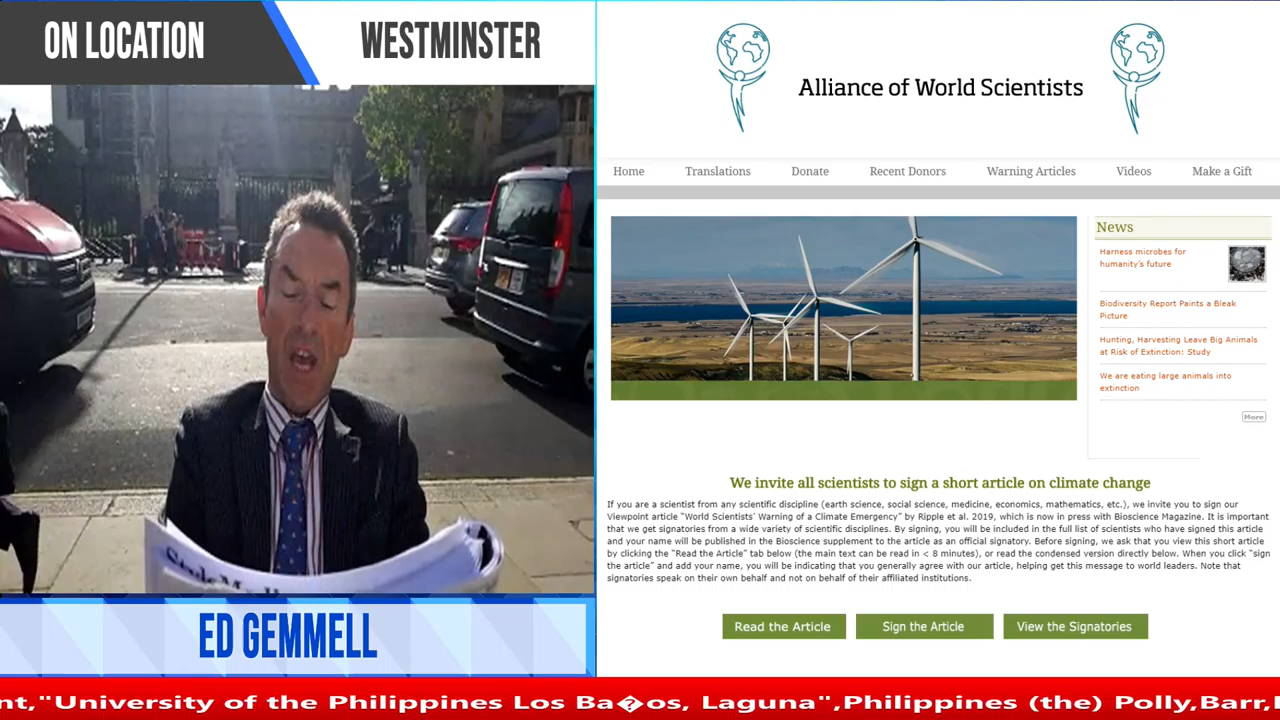 ON LOCATION
WESTMINSTER
ED GEMMELL
Alliance of World Scientists
Home
Translations
Donate
Recent Donors
Warning Articles
Videos
Make a Gift
News
Harness microbes for
humanity's future
Biodiversity Report Paints a Bleak
Picture
Hunting, Harvesting Leave Big Animals
at Risk of Extinction: Study
We are eating large animals into
extinction
More
We invite all scientists to sign a short article on climate change
If you are a scientist from any scientific discipline (earth science, social science, medicine, economics, mathematics, etc.), we invite you to sign our
Viewpoint article "World Scientists' Warning of a Climate Emergency" by Ripple et al. 2019, which is now in press with Bioscience Magazine. It is important
that we get signatories from a wide variety of scientific disciplines. By signing, you will be included in the full list of scientists who have signed this article
and your name will be published in the Bioscience supplement to the article as an official signatory. Before signing, we ask that you view this short article
by clicking the "Read the Article" tab below (the main text can be read in < 8 minutes), or read the condensed version directly below. When you click "sign
the article" and add your name, you will be indicating that you generally agree with our article, helping get this message to world leaders. Note that
signatories speak on their own behalf and not on behalf of their affiliated institutions.
Read the Article
Sign the Article
View the Signatories
nt,"University of the Philippines Los Ba�os, Laguna",Philippines (the) Polly,Barr,